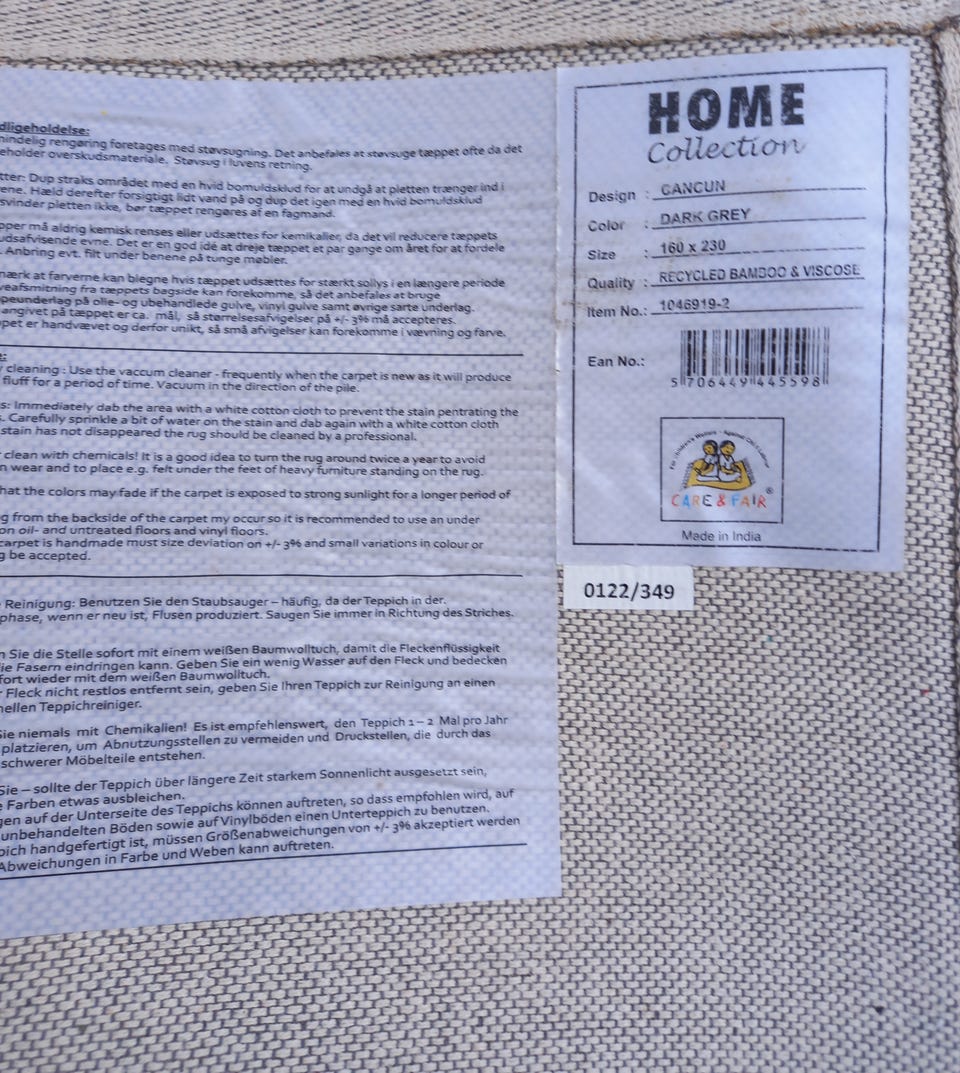 dligeholdelse:
mindelig rengøring foretages med støvsugning. Det anbefales at støvsuge tæppet ofte da det
eholder overskudsmateriale. Støvsug i luvens retning.
tter: Dup straks området med en hvid bomuldsklud for at undgå at pletten trænger ind i
ene. Hæld derefter forsigtigt lidt vand på og dup det igen med en hvid bomuldsklud
svinder pletten ikke, bør tæppet rengøres af en fagmand.
pper må aldrig kemisk renses eller udsættes for kemikalier, da det vil reducere tæppets
udsafvisende evne. Det er en god idé at dreje tæppet et par gange om året for at fordele
. Anbring evt. filt under benene på tunge møbler.
mærk at farverne kan blegne hvis tæppet udsættes for stærkt sollys i en længere periode
veafsmitning fra tæppets bagside kan forekomme, så det anbefales at bruge
peunderlag på olie- og ubehandlede gulve, vinyl gulve samt øvrige sarte underlag.
angivet på tæppet er ca. mål, så størrelsesafvigelser på +/- 3% må accepteres.
ppet er handvævet og derfor unikt, så små afvigelser kan forekomme i vævning og farve.
e:
y cleaning : Use the vaccum cleaner - frequently when the carpet is new as it will produce
fluff for a period of time. Vacuum in the direction of the pile.
s: Immediately dab the area with a white cotton cloth to prevent the stain pentrating the
. Carefully sprinkle a bit of water on the stain and dab again with a white cotton cloth
stain has not disappeared the rug should be cleaned by a professional.
r clean with chemicals! It is a good idea to turn the rug around twice a year to avoid
n wear and to place e.g. felt under the feet of heavy furniture standing on the rug.
hat the colors may fade if the carpet is exposed to strong sunlight for a longer period of
g from the backside of the carpet my occur so it is recommended to use an under
on oil- and untreated floors and vinyl floors.
carpet is handmade must size deviation on +/- 3% and small variations in colour or
g be accepted.
e Reinigung: Benutzen Sie den Staubsauger – häufig, da der Teppich in der.
phase, wenn er neu ist, Flusen produziert. Saugen Sie immer in Richtung des Striches.
n Sie die Stelle sofort mit einem weißen Baumwolltuch, damit die Fleckenflüssigkeit
ie Fasern eindringen kann. Geben Sie ein wenig Wasser auf den Fleck und bedecken
fort wieder mit dem weißen Baumwolltuch.
r Fleck nicht restlos entfernt sein, geben Sie Ihren Teppich zur Reinigung an einen
nellen Teppichreiniger.
Sie niemals mit Chemikalien! Es ist empfehlenswert, den Teppich 1 – 2 Mal pro Jahr
platzieren, um Abnutzungsstellen zu vermeiden und Druckstellen, die durch das
schwerer Möbelteile entstehen.
Sie – sollte der Teppich über längere Zeit starkem Sonnenlicht ausgesetzt sein,
e Farben etwas ausbleichen.
gen auf der Unterseite des Teppichs können auftreten, so dass empfohlen wird, auf
unbehandelten Böden sowie auf Vinylböden einen Unterteppich zu benutzen.
pich handgefertigt ist, müssen Größenabweichungen von +/- 3% akzeptiert werden
Abweichungen in Farbe und Weben kann auftreten.
HOME
Collection
Design : CANCUN
Color : DARK GREY
Size : 160 x 230
Quality : RECYCLED BAMBOO & VISCOSE
Item No.: 1046919-2
Ean No.:
5 706449 445598
For Children's Welfare - Against Child Labour
CARE & FAIR ®
Made in India
0122/349